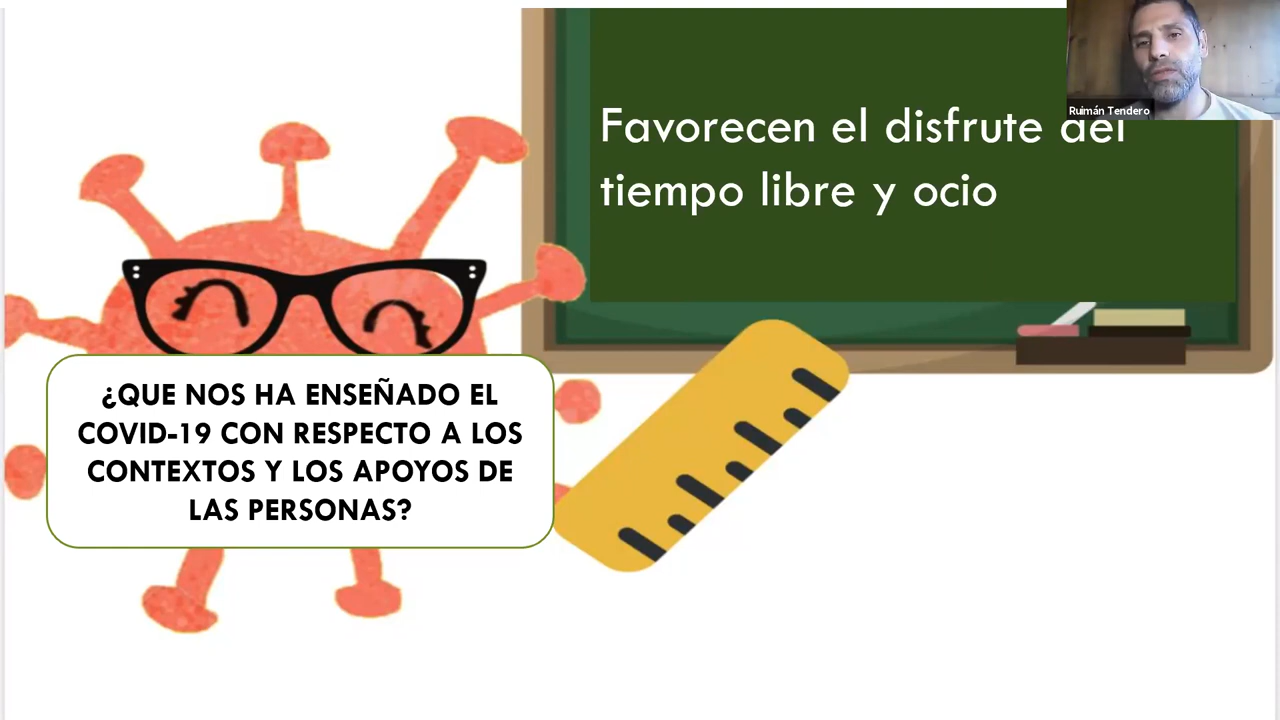 Favorecen el disfrute del
tiempo libre y ocio
Ruimán Tendero
¿QUE NOS HA ENSEÑADO EL
COVID-19 CON RESPECTO A LOS
CONTEXTOS Y LOS APOYOS DE
LAS PERSONAS?